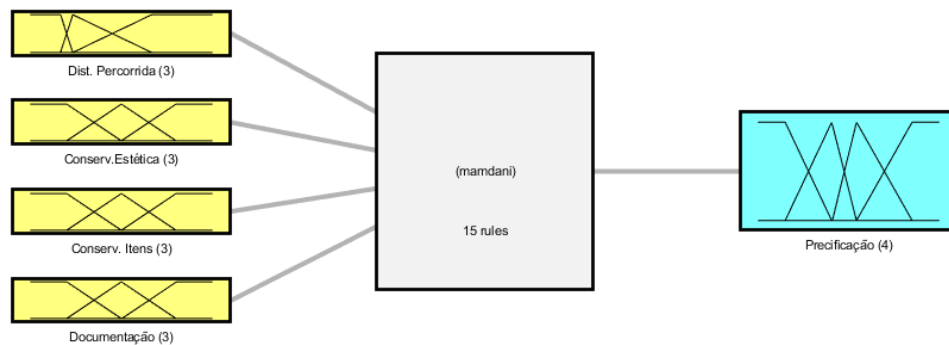 Dist. Percorrida (3)
Conserv.Estética (3)
Conserv. Itens (3)
Documentação (3)
(mamdani)
15 rules
Precificação (4)